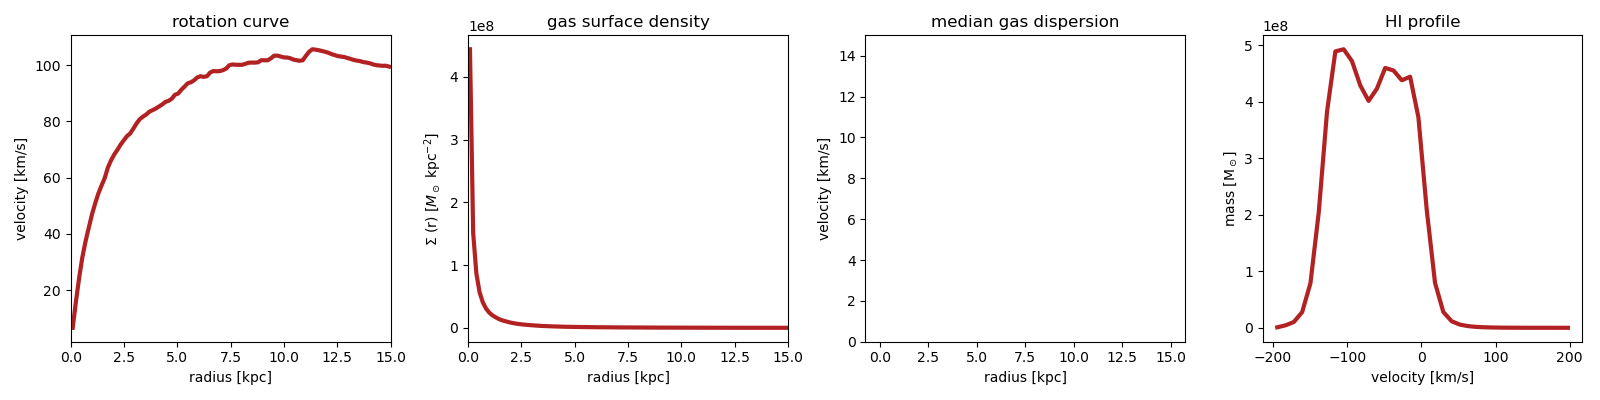 rotation curve
velocity [km/s]
100
80
60
40
20
0.0 2.5 5.0 7.5 10.0 12.5 15.0
radius [kpc]
gas surface density
1e8
Σ (r) [M⊙ kpc⁻²]
4
3
2
1
0
0.0 2.5 5.0 7.5 10.0 12.5 15.0
radius [kpc]
median gas dispersion
velocity [km/s]
14
12
10
8
6
4
2
0
0.0 2.5 5.0 7.5 10.0 12.5 15.0
radius [kpc]
HI profile
1e8
mass [M⊙]
5
4
3
2
1
0
−200 −100 0 100 200
velocity [km/s]